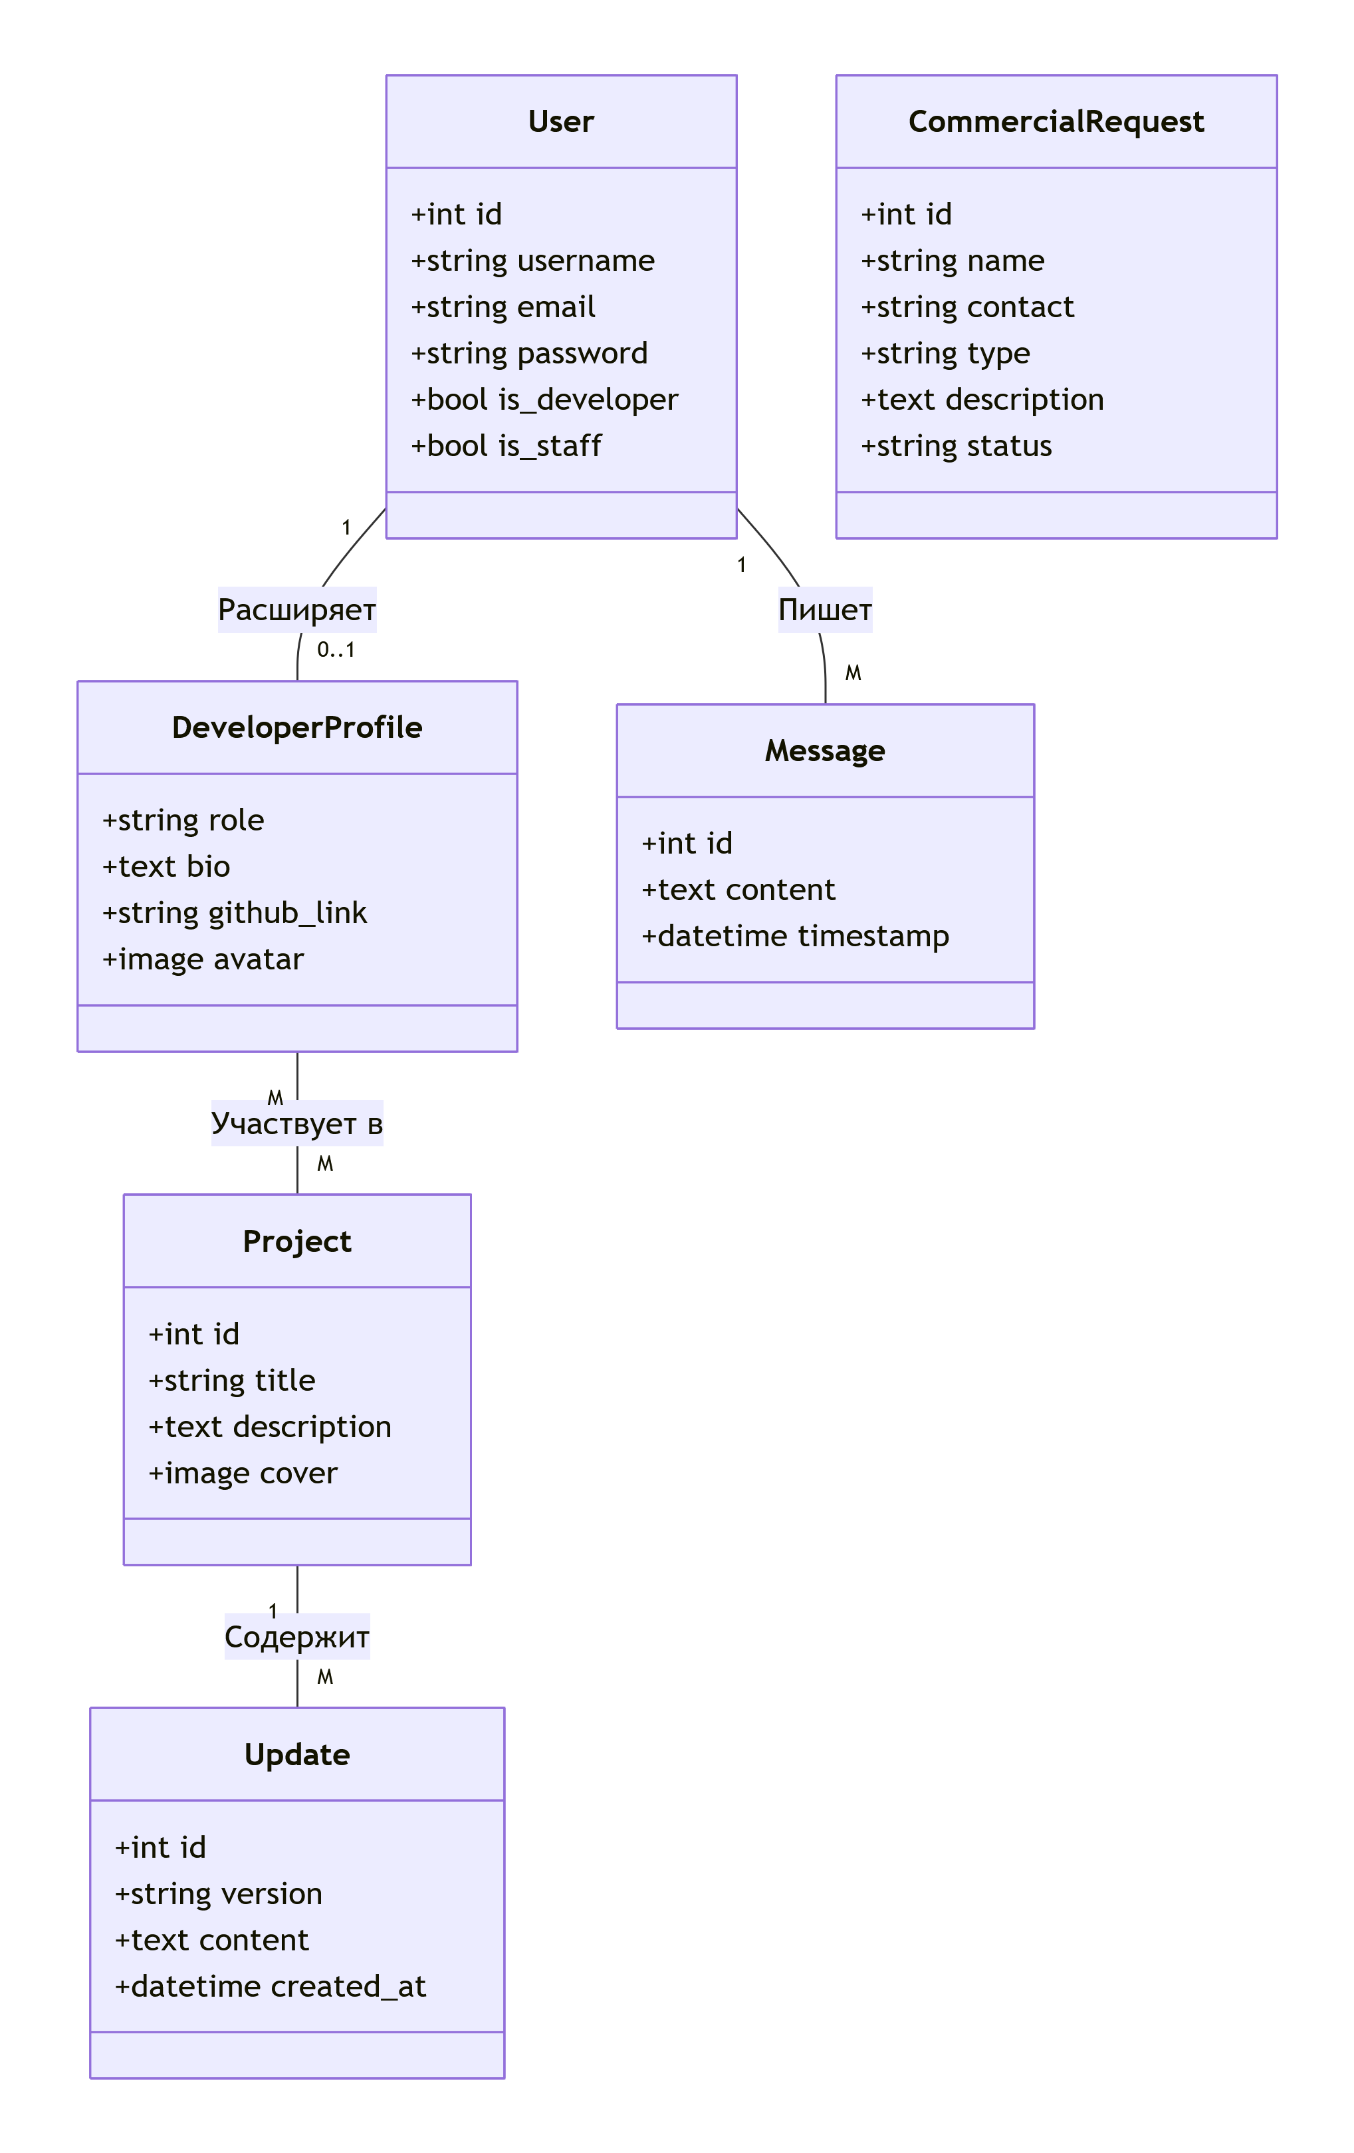 User
+int id
+string username
+string email
+string password
+bool is_developer
+bool is_staff
CommercialRequest
+int id
+string name
+string contact
+string type
+text description
+string status
1
Расширяет
0..1
1
Пишет
M
DeveloperProfile
+string role
+text bio
+string github_link
+image avatar
Message
+int id
+text content
+datetime timestamp
M
Участвует в
M
Project
+int id
+string title
+text description
+image cover
1
Содержит
M
Update
+int id
+string version
+text content
+datetime created_at